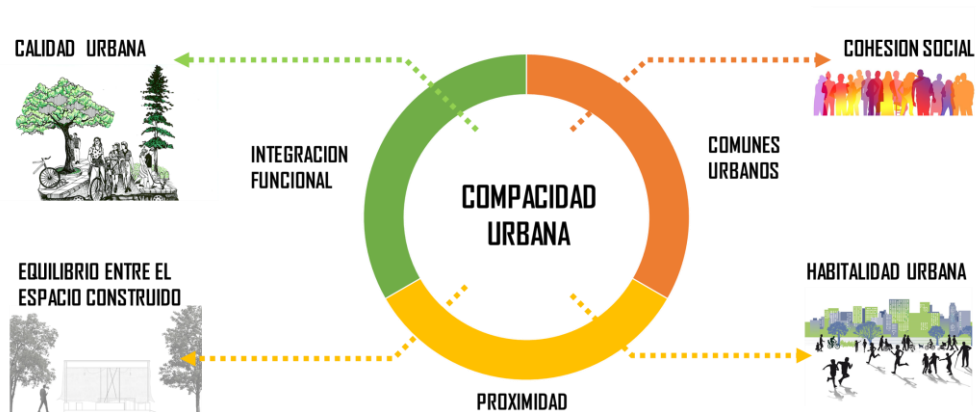 CALIDAD URBANA
COHESION SOCIAL
INTEGRACION
FUNCIONAL
COMUNES
URBANOS
COMPACIDAD
URBANA
EQUILIBRIO ENTRE EL
ESPACIO CONSTRUIDO
HABITALIDAD URBANA
PROXIMIDAD